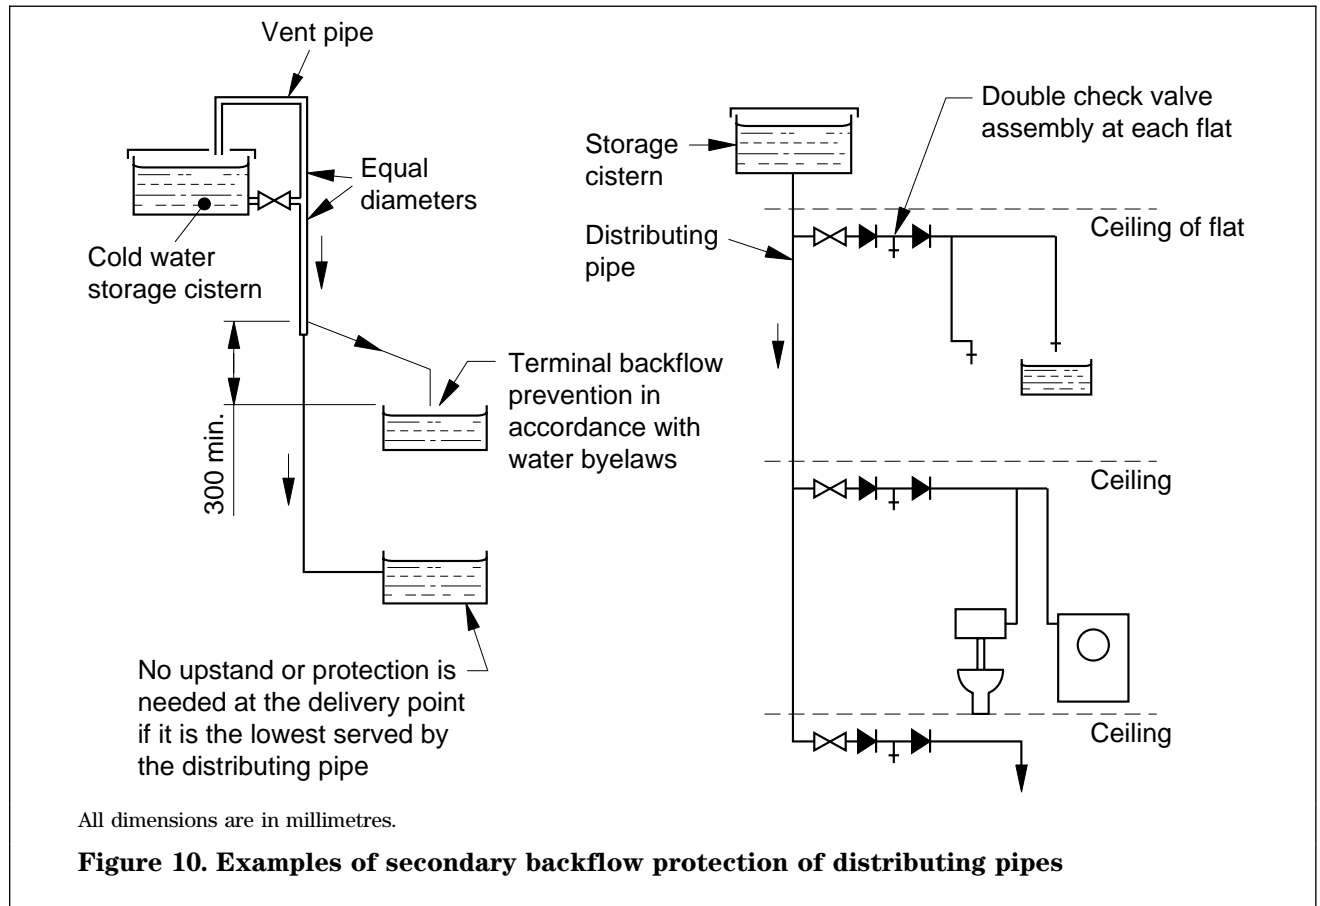 Vent pipe
Equal
diameters
Cold water
storage cistern
300 min.
Terminal backflow
prevention in
accordance with
water byelaws
No upstand or protection is
needed at the delivery point
if it is the lowest served by
the distributing pipe
Storage
cistern
Distributing
pipe
Double check valve
assembly at each flat
Ceiling of flat
Ceiling
Ceiling
All dimensions are in millimetres.
Figure 10. Examples of secondary backflow protection of distributing pipes